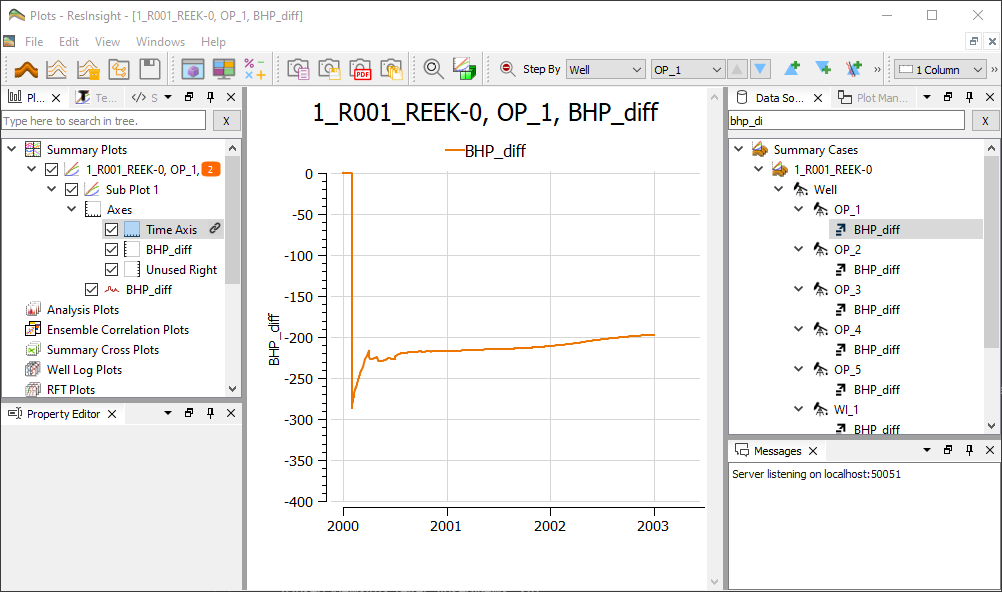 Plots - ResInsight - [1_R001_REEK-0, OP_1, BHP_diff]
File Edit View Windows Help
PDF
% −
× +
Step By Well OP_1 » 1 Column »
Pl... Te... </> S
Type here to search in tree. X
Summary Plots
1_R001_REEK-0, OP_1, 2
Sub Plot 1
Axes
Time Axis
BHP_diff
Unused Right
BHP_diff
Analysis Plots
Ensemble Correlation Plots
Summary Cross Plots
Well Log Plots
RFT Plots
Property Editor
1_R001_REEK-0, OP_1, BHP_diff
BHP_diff
BHP_diff
0
-50
-100
-150
-200
-250
-300
-350
-400
2000 2001 2002 2003
Data So... Plot Man...
bhp_di X
Summary Cases
1_R001_REEK-0
Well
OP_1
BHP_diff
OP_2
BHP_diff
OP_3
BHP_diff
OP_4
BHP_diff
OP_5
BHP_diff
WI_1
BHP_diff
Messages
Server listening on localhost:50051